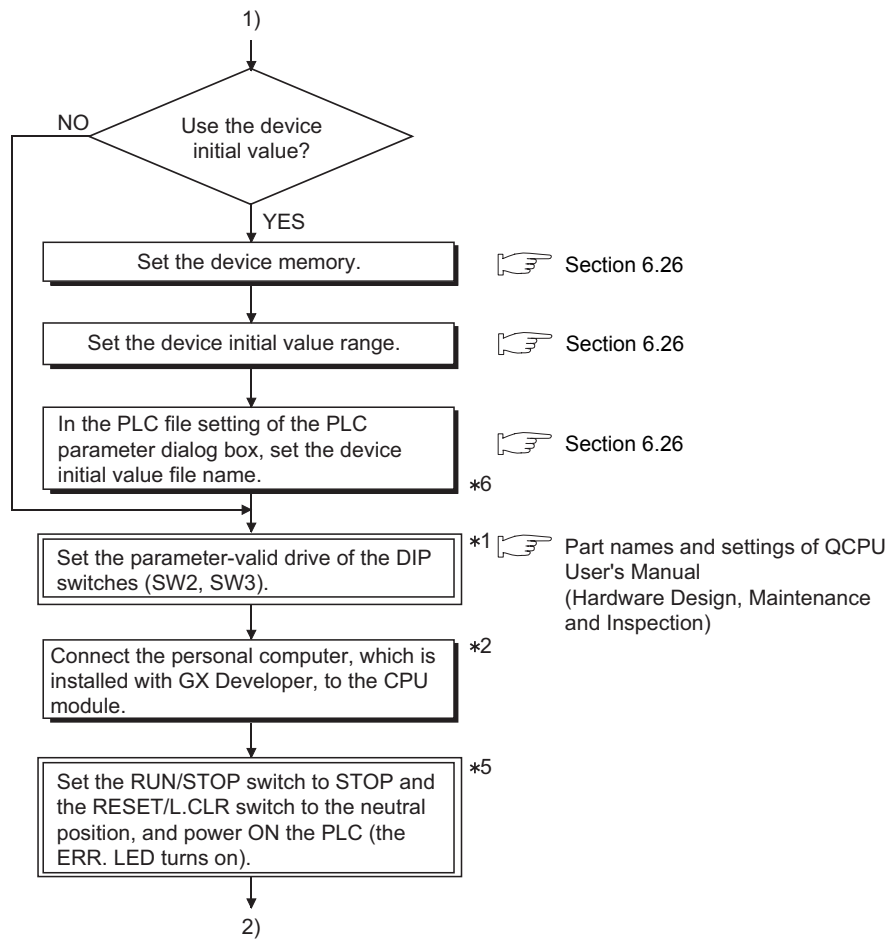 1)
NO
Use the device
initial value?
YES
Set the device memory.
Section 6.26
Set the device initial value range.
Section 6.26
In the PLC file setting of the PLC
parameter dialog box, set the device
initial value file name.
*6
Section 6.26
Set the parameter-valid drive of the DIP
switches (SW2, SW3).
*1
Part names and settings of QCPU
User's Manual
(Hardware Design, Maintenance
and Inspection)
Connect the personal computer, which is
installed with GX Developer, to the CPU
module.
*2
Set the RUN/STOP switch to STOP and
the RESET/L.CLR switch to the neutral
position, and power ON the PLC (the
ERR. LED turns on).
*5
2)